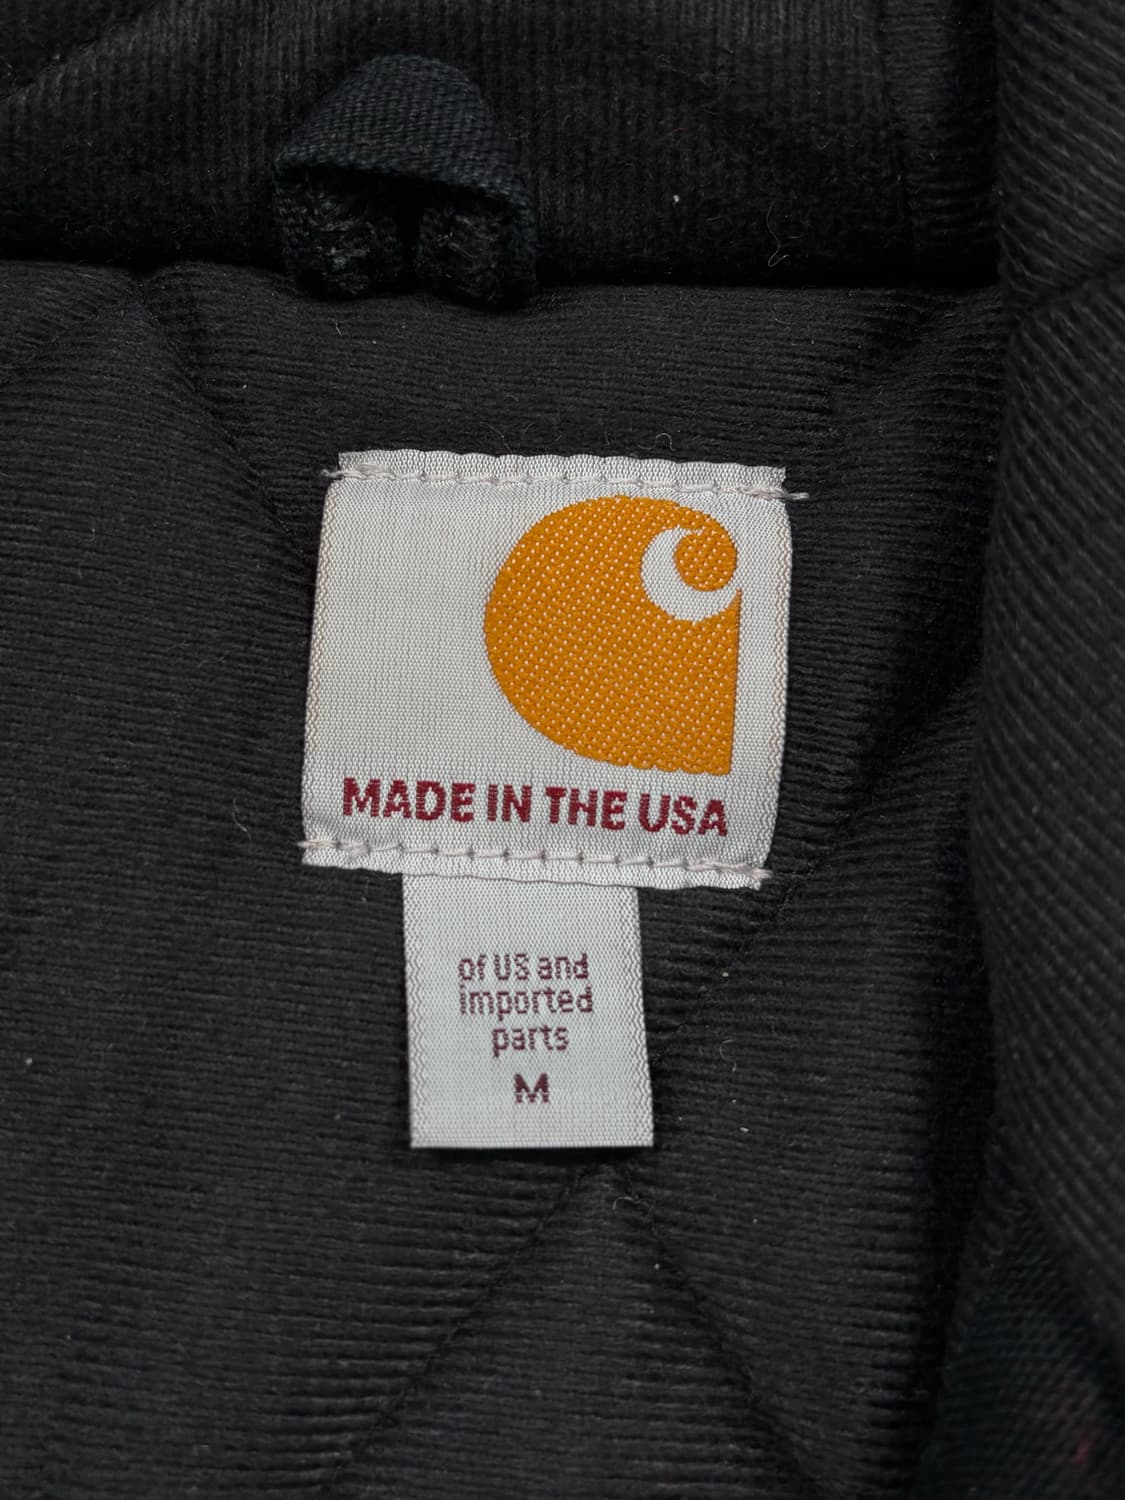 MADE IN THE USA
of US and
imported
parts
M